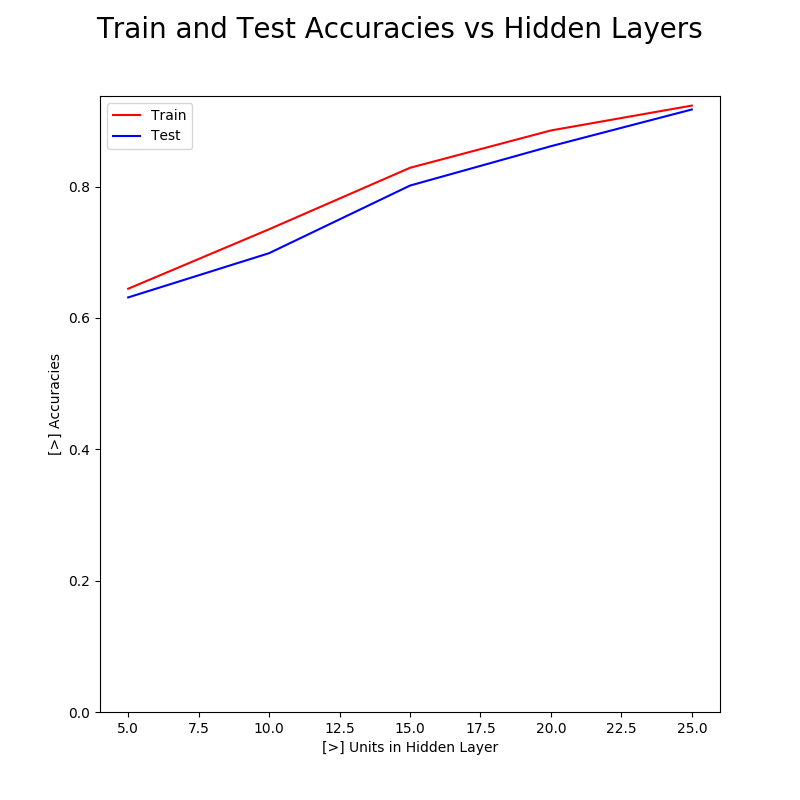 Train and Test Accuracies vs Hidden Layers
Train
Test
0.8
0.6
0.4
0.2
0.0
[>] Accuracies
5.0 7.5 10.0 12.5 15.0 17.5 20.0 22.5 25.0
[>] Units in Hidden Layer